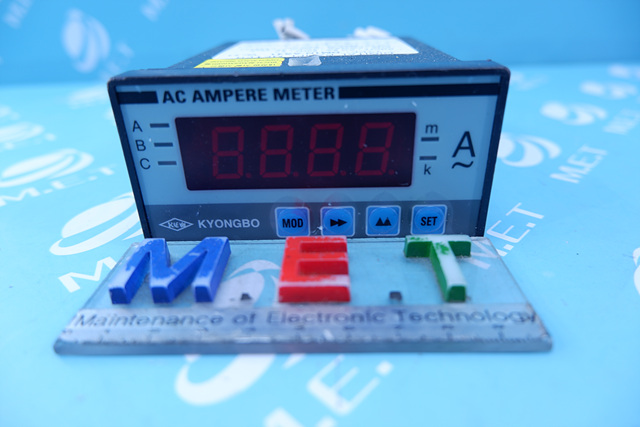 AC AMPERE METER
A
B
C
8.8.8.8.
m
k
A
~
KYONGBO
MOD
SET
M.E.T
Maintenance of Electronic Technology
M.E.T
M.E.T
M.E.T
M.E.T
M.E.T
M.E.T